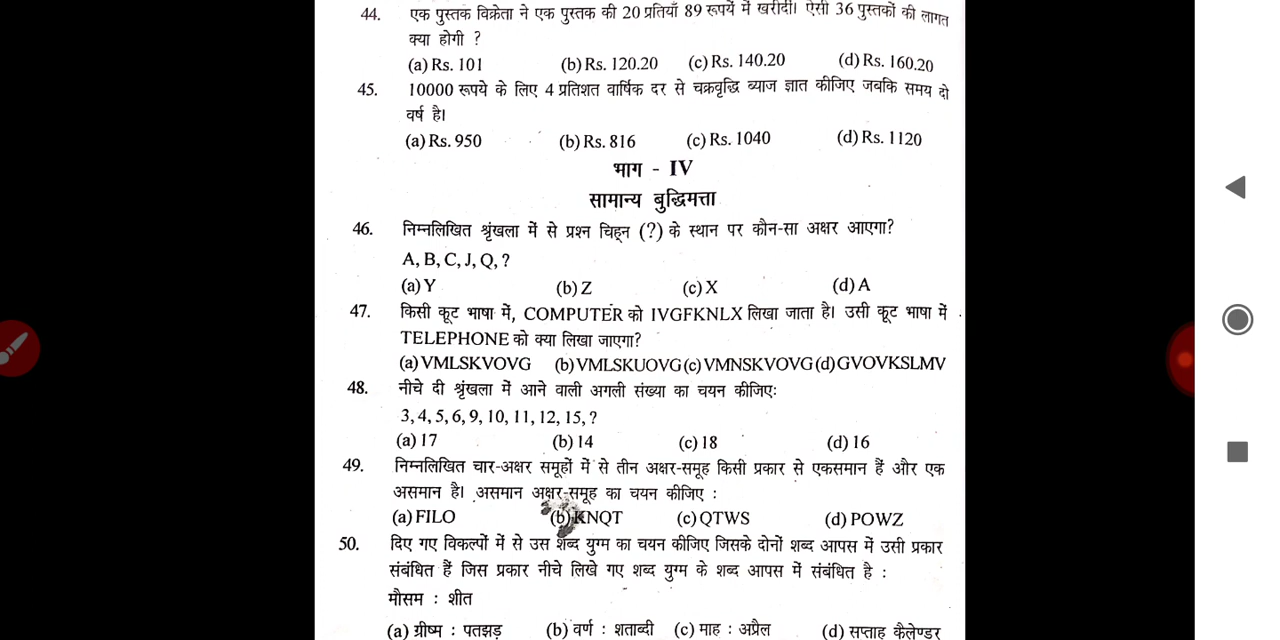 44. एक पुस्तक विक्रेता ने एक पुस्तक की 20 प्रतियाँ 89 रूपयें में खरीदीं। ऐसी 36 पुस्तकों की लागत
क्या होगी ?
(a) Rs. 101 (b) Rs. 120.20 (c) Rs. 140.20 (d) Rs. 160.20
45. 10000 रूपये के लिए 4 प्रतिशत वार्षिक दर से चक्रवृद्धि व्याज ज्ञात कीजिए जबकि समय दो
वर्ष है।
(a) Rs. 950 (b) Rs. 816 (c) Rs. 1040 (d) Rs. 1120
भाग - IV
सामान्य बुद्धिमत्ता
46. निम्नलिखित श्रृंखला में से प्रश्न चिह्न (?) के स्थान पर कौन-सा अक्षर आएगा?
A, B, C, J, Q, ?
(a) Y (b) Z (c) X (d) A
47. किसी कूट भाषा में, COMPUTER को IVGFKNLX लिखा जाता है। उसी कूट भाषा में
TELEPHONE को क्या लिखा जाएगा?
(a) VMLSKVOVG (b) VMLSKUOVG (c) VMNSKVOVG (d) GVOVKSLMV
48. नीचे दी श्रृंखला में आने वाली अगली संख्या का चयन कीजिए:
3, 4, 5, 6, 9, 10, 11, 12, 15, ?
(a) 17 (b) 14 (c) 18 (d) 16
49. निम्नलिखित चार-अक्षर समूहों में से तीन अक्षर-समूह किसी प्रकार से एकसमान हैं और एक
असमान है। असमान अक्षर-समूह का चयन कीजिए :
(a) FILO (b) KNQT (c) QTWS (d) POWZ
50. दिए गए विकल्पों में से उस शब्द युग्म का चयन कीजिए जिसके दोनों शब्द आपस में उसी प्रकार
संबंधित हैं जिस प्रकार नीचे लिखे गए शब्द युग्म के शब्द आपस में संबंधित है :
मौसम : शीत
(a) ग्रीष्म : पतझड़ (b) वर्ण : शताब्दी (c) माह : अप्रैल (d) सप्ताह कैलेण्डर